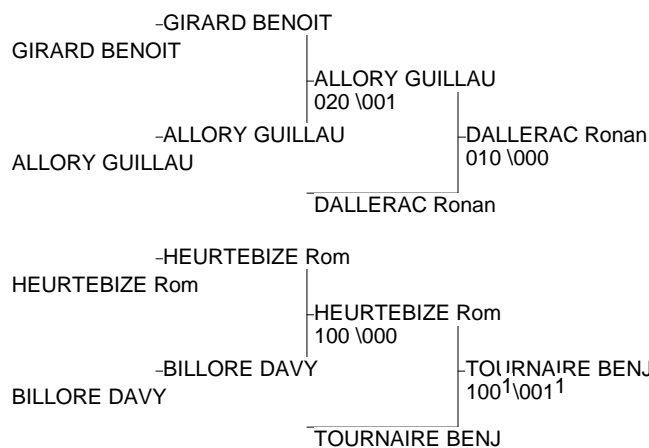 GIRARD BENOIT
GIRARD BENOIT
ALLORY GUILLAU
020 \001
ALLORY GUILLAU
DALLERAC Ronan
010 \000
ALLORY GUILLAU
DALLERAC Ronan
HEURTEBIZE Rom
HEURTEBIZE Rom
HEURTEBIZE Rom
100 \000
BILLORE DAVY
TOURNAIRE BENJ
100¹\001¹
BILLORE DAVY
TOURNAIRE BENJ